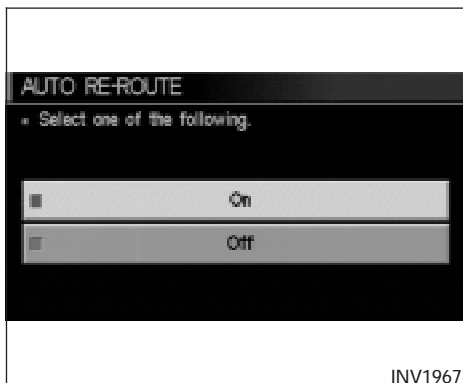 AUTO RE-ROUTE
Select one of the following.
On
Off
INV1967